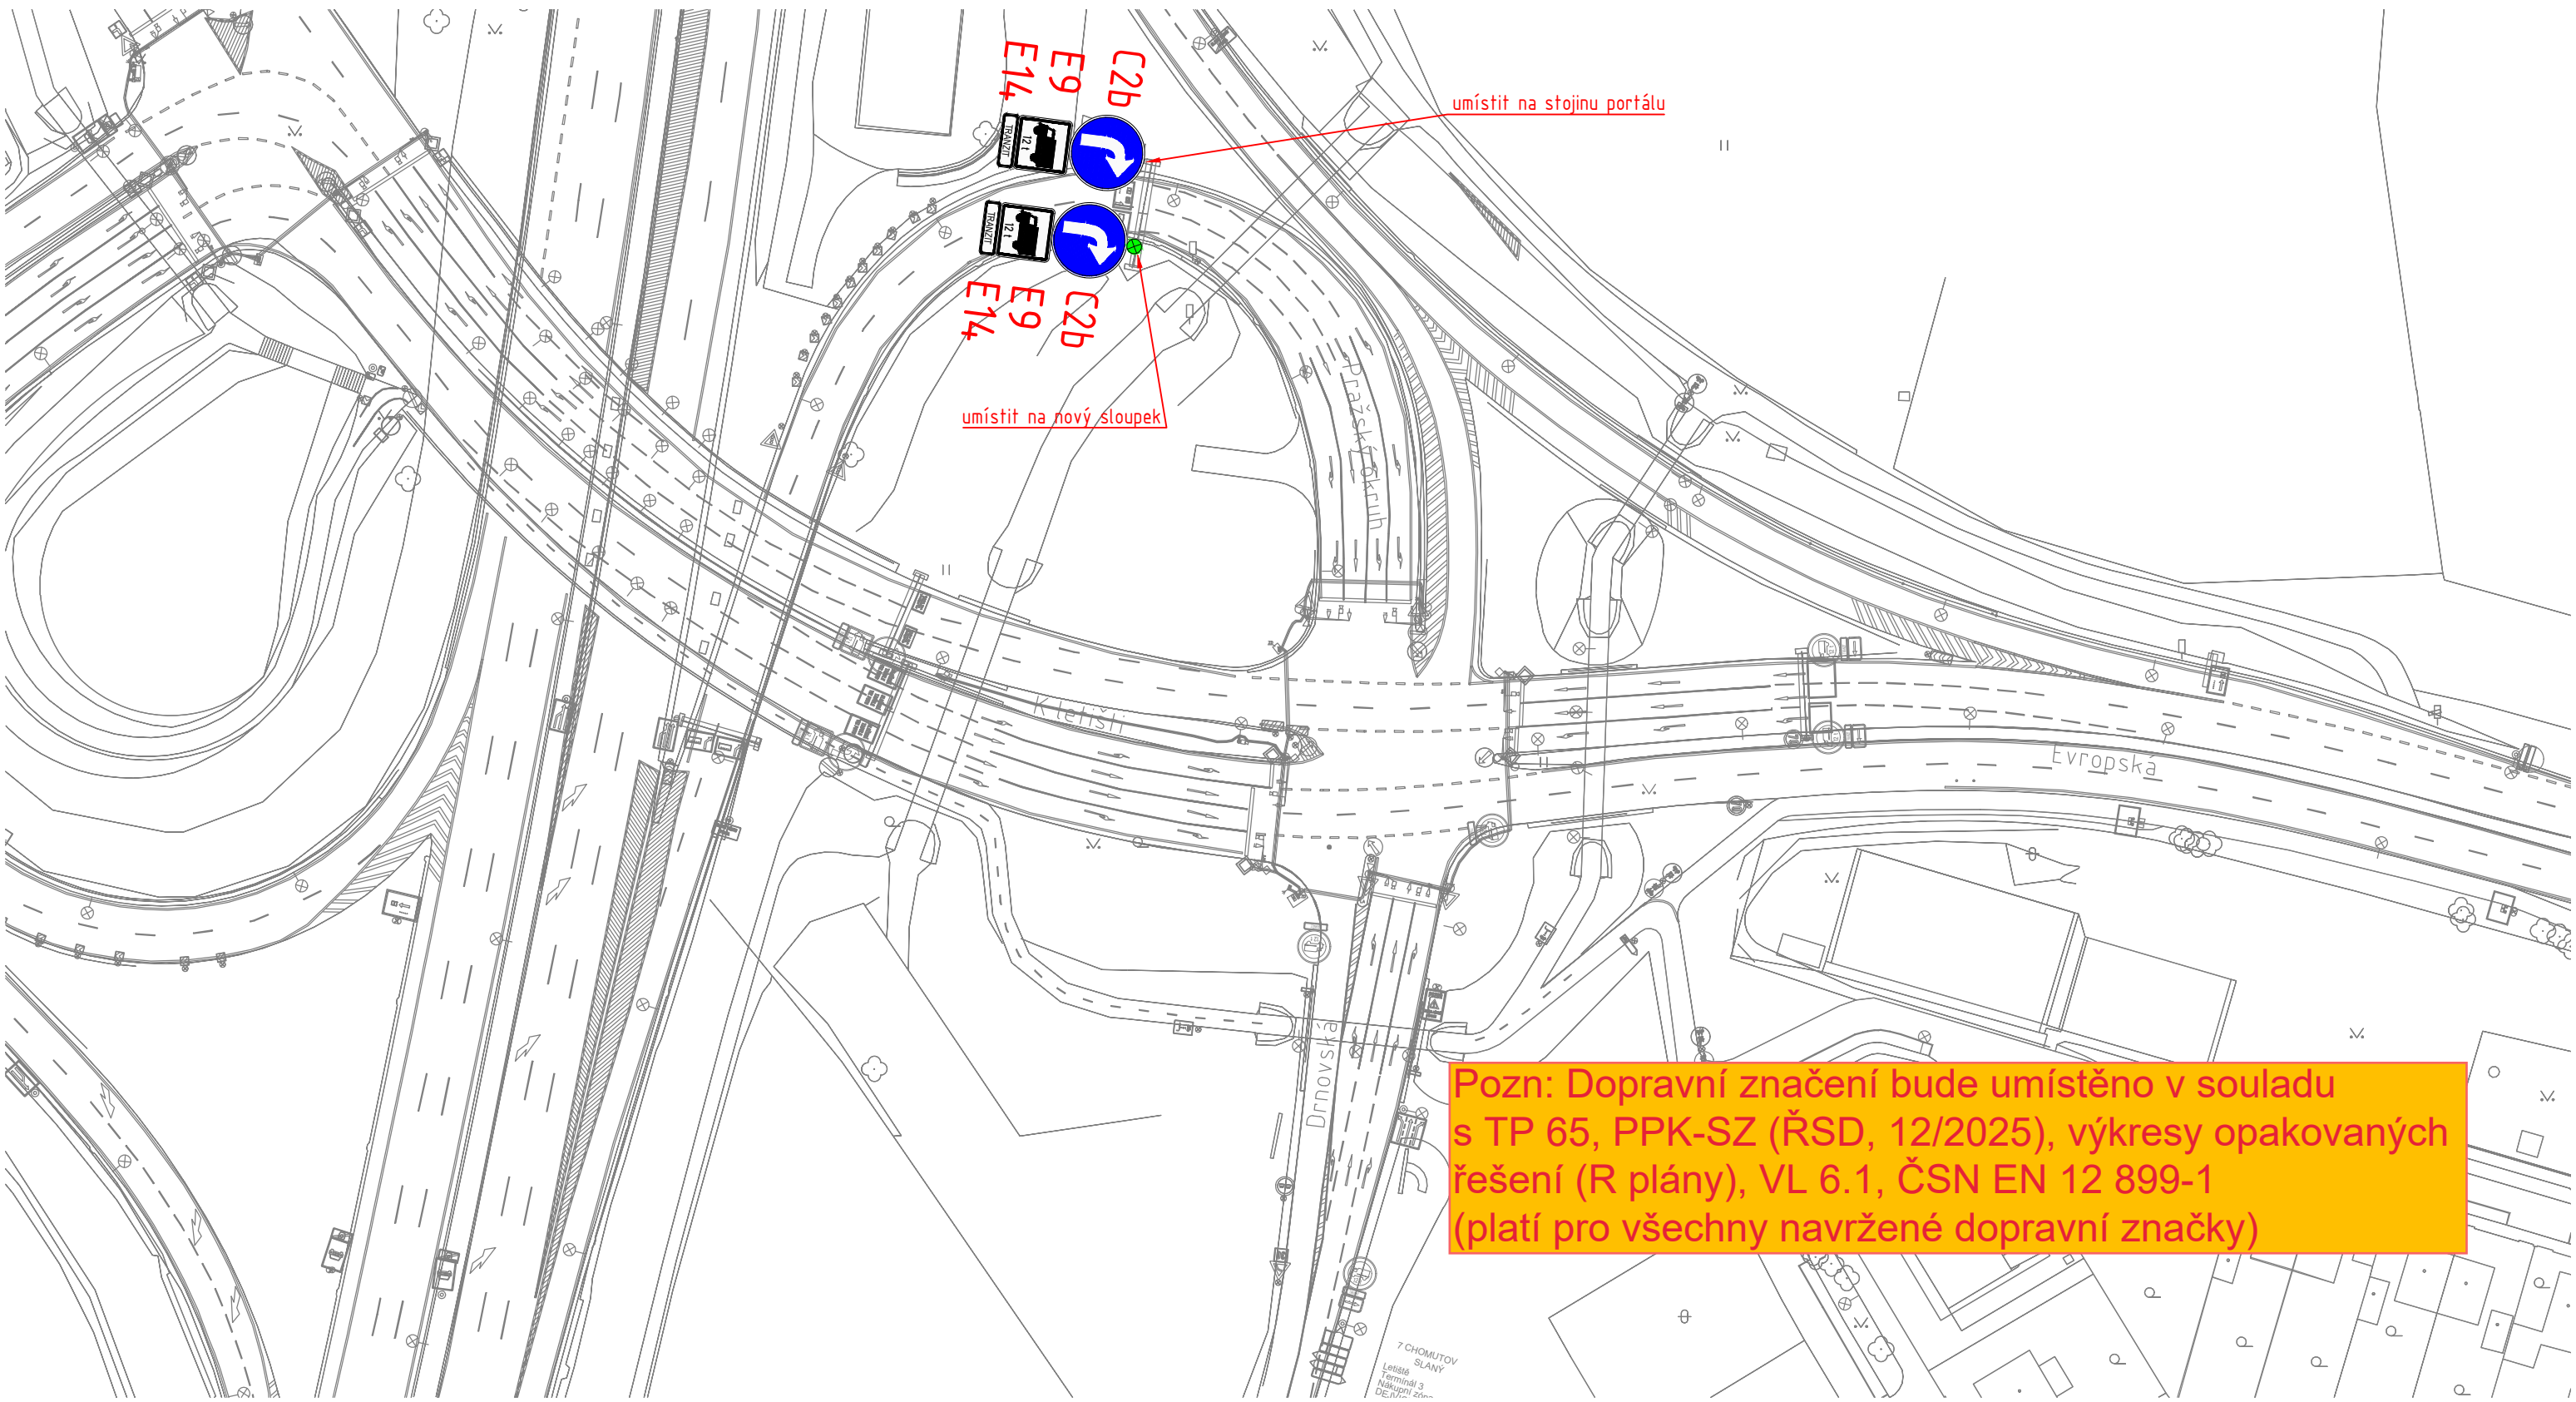 C2b
E9
E14
12 t
TRANZIT
umístit na stojinu portálu
12 t
TRANZIT
C2b
E9
E14
umístit na nový sloupek
Pražský okruh
K letišti
Evropská
Drnovská
Pozn: Dopravní značení bude umístěno v souladu
s TP 65, PPK-SZ (ŘSD, 12/2025), výkresy opakovaných
řešení (R plány), VL 6.1, ČSN EN 12 899-1
(platí pro všechny navržené dopravní značky)
7 CHOMUTOV
SLANÝ
Letiště
Terminál 3
Nákupní